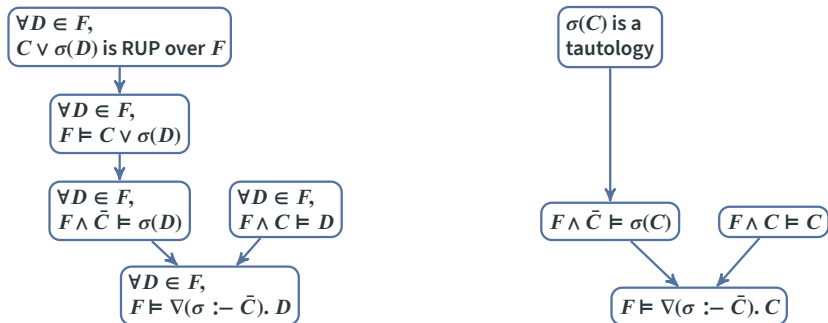 ∀D ∈ F,
C ∨ σ(D) is RUP over F
∀D ∈ F,
F ⊨ C ∨ σ(D)
∀D ∈ F,
F ∧ C̄ ⊨ σ(D)
∀D ∈ F,
F ∧ C ⊨ D
∀D ∈ F,
F ⊨ ∇(σ :– C̄). D
σ(C) is a
tautology
F ∧ C̄ ⊨ σ(C)
F ∧ C ⊨ C
F ⊨ ∇(σ :– C̄). C